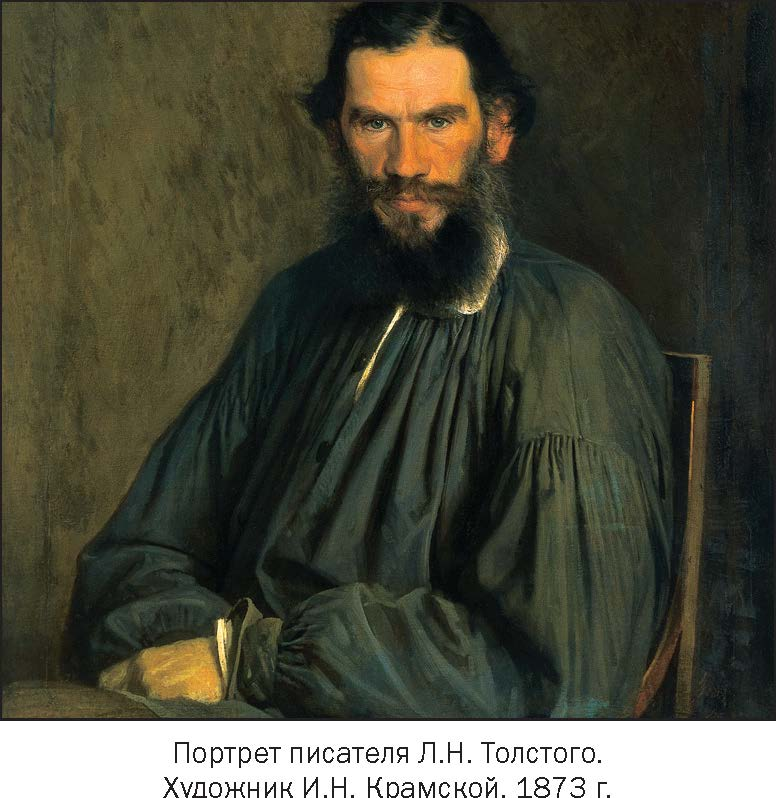 Портрет писателя Л.Н. Толстого.
Художник И.Н. Крамской. 1873 г.